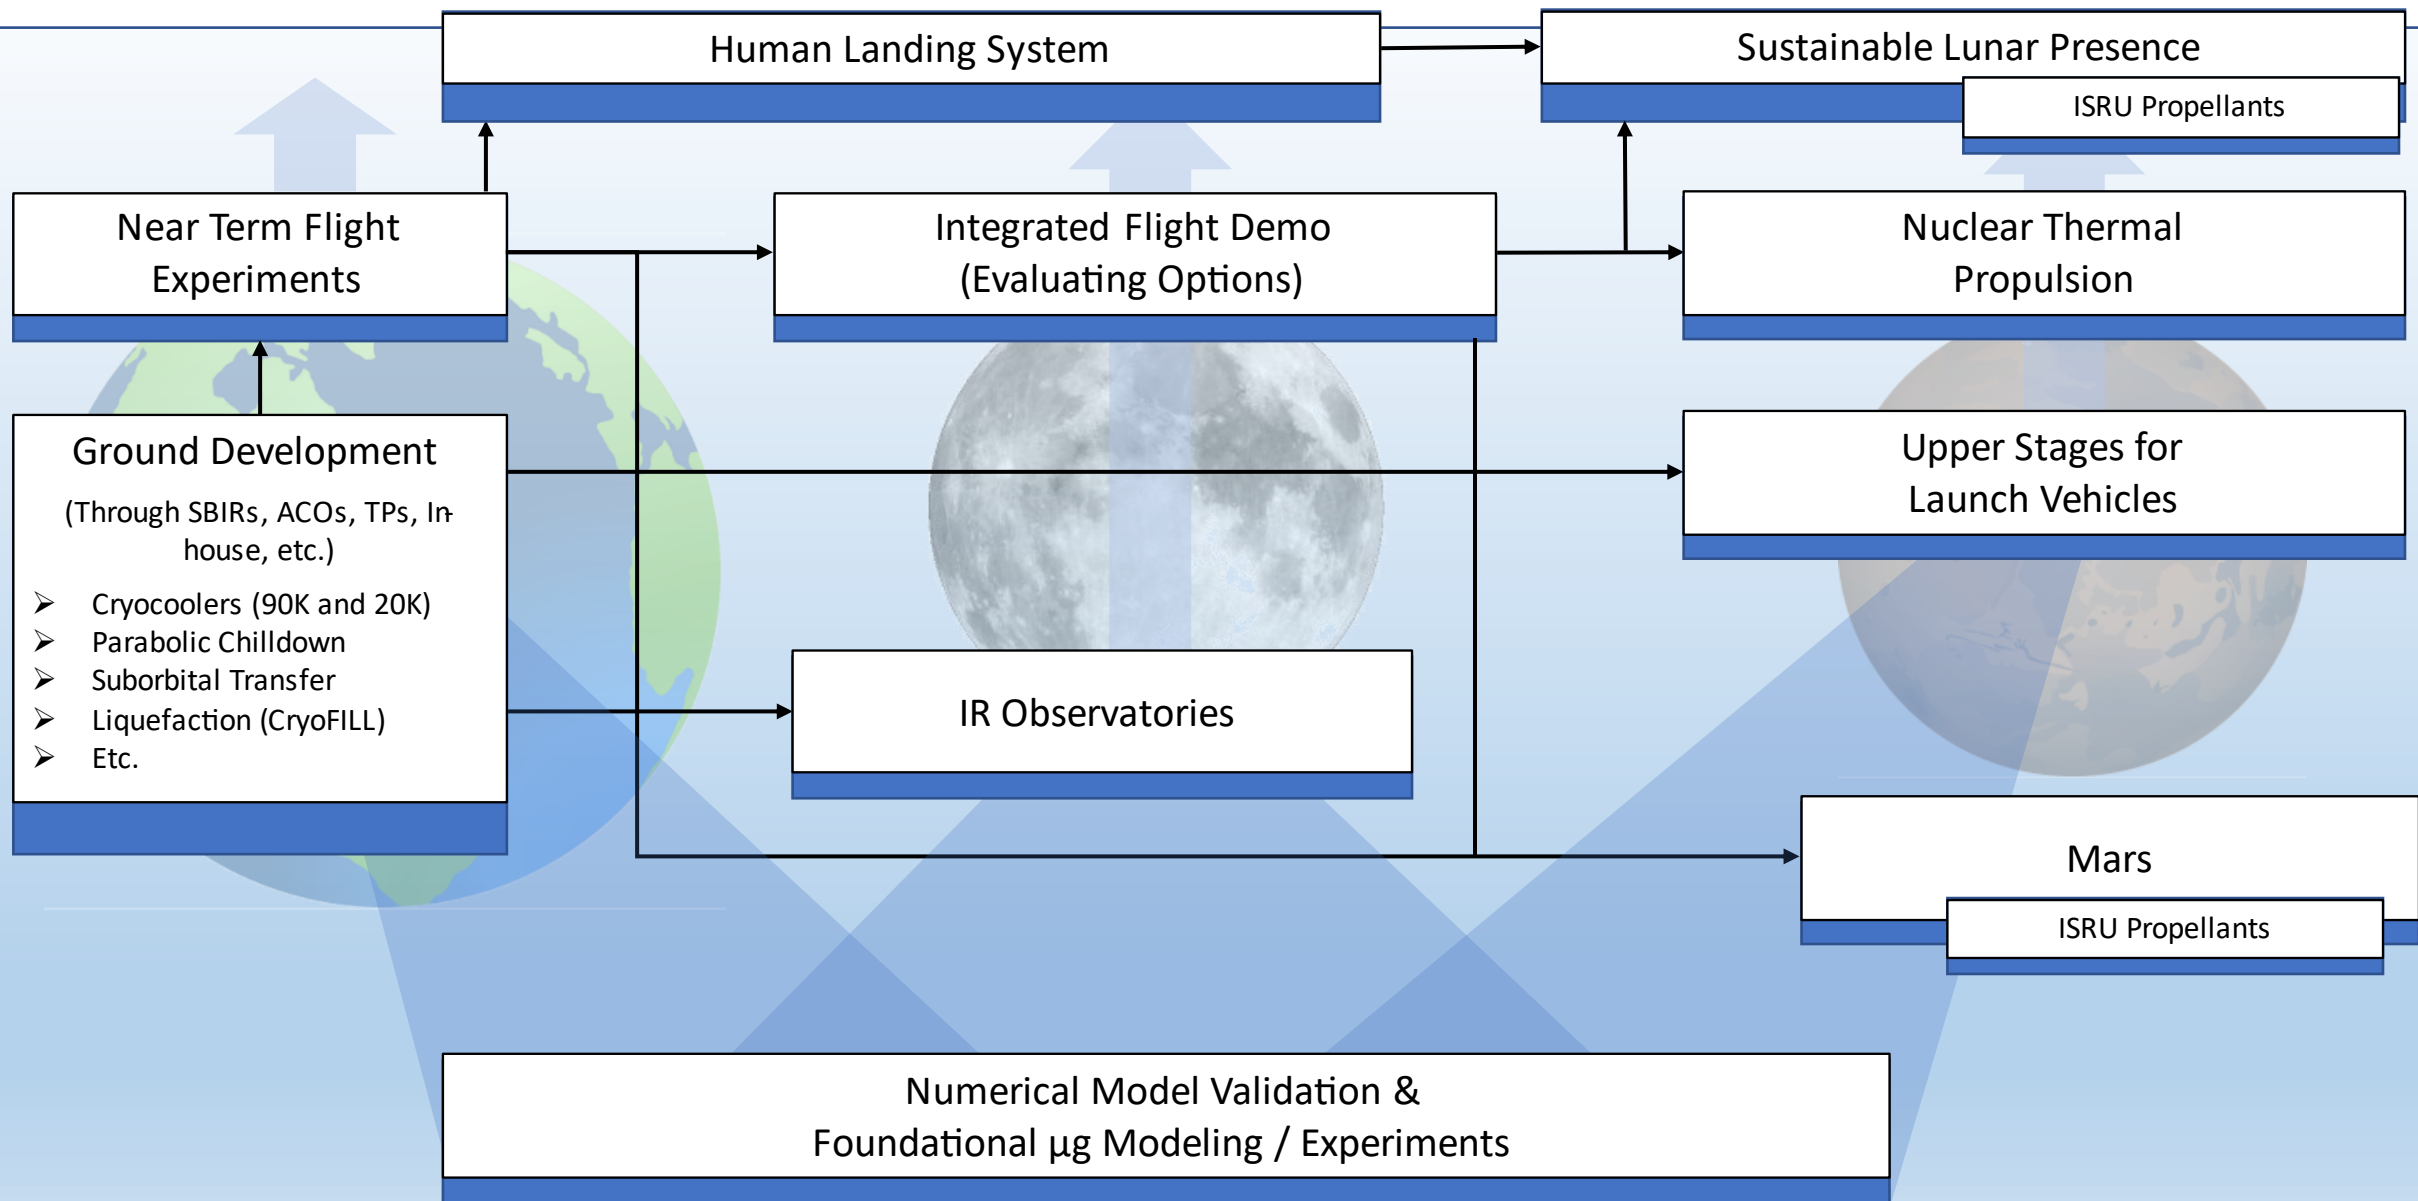 Human Landing System
Sustainable Lunar Presence
ISRU Propellants
Near Term Flight
Experiments
Integrated Flight Demo
(Evaluating Options)
Nuclear Thermal
Propulsion
Ground Development
(Through SBIRs, ACOs, TPs, In-
house, etc.)
➢ Cryocoolers (90K and 20K)
➢ Parabolic Chilldown
➢ Suborbital Transfer
➢ Liquefaction (CryoFILL)
➢ Etc.
Upper Stages for
Launch Vehicles
IR Observatories
Mars
ISRU Propellants
Numerical Model Validation &
Foundational µg Modeling / Experiments